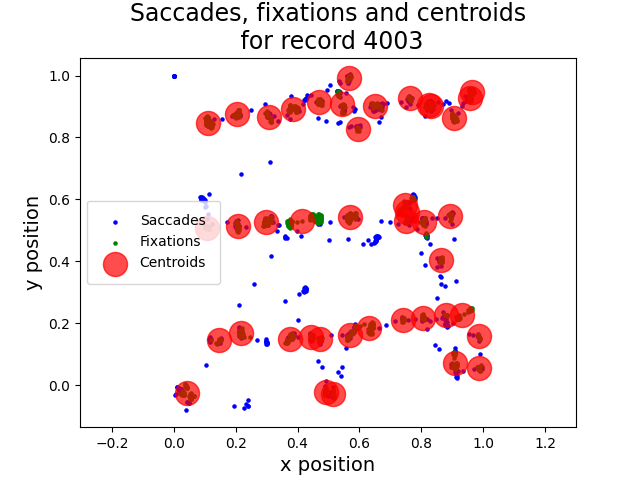 Saccades, fixations and centroids
for record 4003
y position
1.0
0.8
0.6
0.4
0.2
0.0
Saccades
Fixations
Centroids
−0.2
0.0
0.2
0.4
0.6
0.8
1.0
1.2
x position